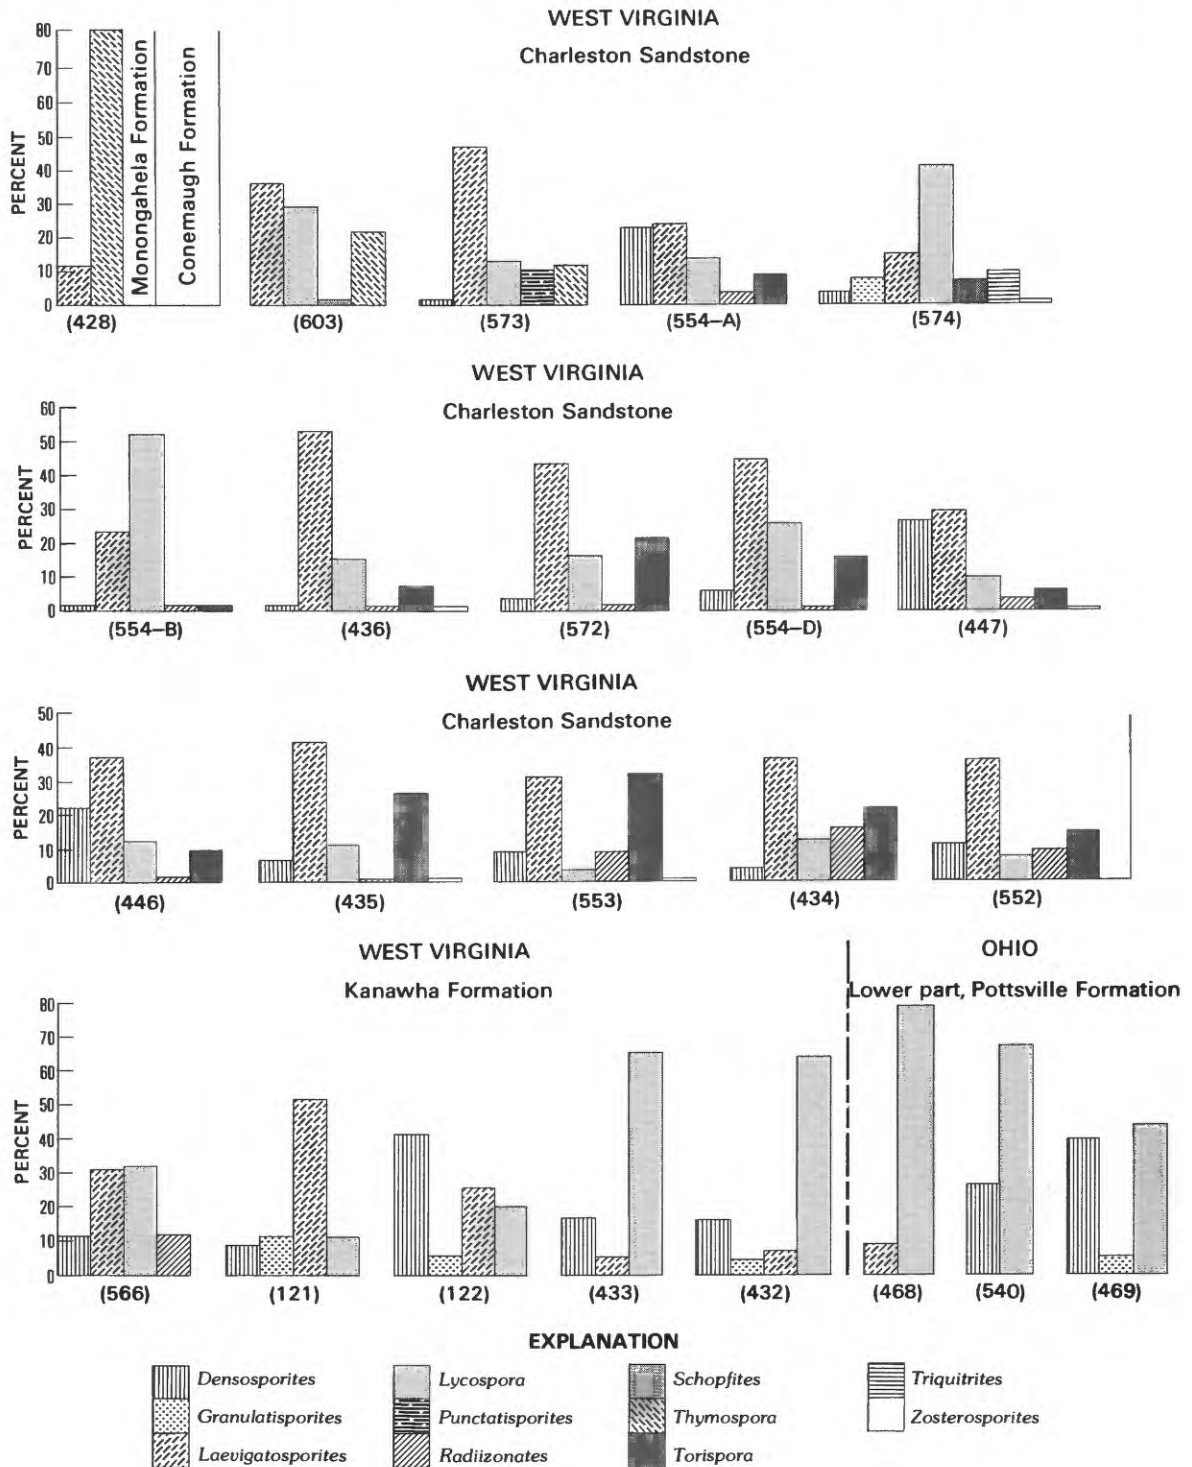 WEST VIRGINIA
Charleston Sandstone
PERCENT
80
70
60
50
40
30
20
10
0
Monongahela Formation
Conemaugh Formation
(428)
(603)
(573)
(554–A)
(574)
WEST VIRGINIA
Charleston Sandstone
PERCENT
60
50
40
30
20
10
0
(554–B)
(436)
(572)
(554–D)
(447)
WEST VIRGINIA
Charleston Sandstone
PERCENT
50
40
30
20
10
0
(446)
(435)
(553)
(434)
(552)
WEST VIRGINIA
Kanawha Formation
OHIO
Lower part, Pottsville Formation
PERCENT
80
70
60
50
40
30
20
10
0
(566)
(121)
(122)
(433)
(432)
(468)
(540)
(469)
EXPLANATION
Densosporites
Granulatisporites
Laevigatosporites
Lycospora
Punctatisporites
Radiizonates
Schopfites
Thymospora
Torispora
Triquitrites
Zosterosporites